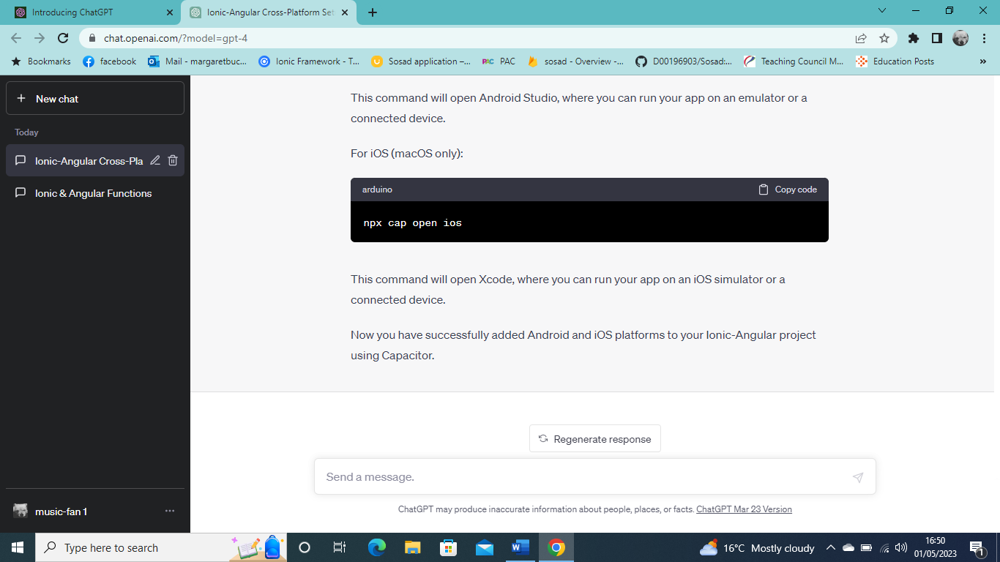 Introducing ChatGPT
Ionic-Angular Cross-Platform Set
chat.openai.com/?model=gpt-4
Bookmarks
facebook
Mail - margaretbuc...
Ionic Framework - T...
Sosad application –...
PAC PAC
sosad - Overview -...
D00196903/Sosad:...
Teaching Council M...
Education Posts
»
+ New chat
Today
Ionic-Angular Cross-Pla
Ionic & Angular Functions
music-fan 1
This command will open Android Studio, where you can run your app on an emulator or a
connected device.
For iOS (macOS only):
arduino
Copy code
npx cap open ios
This command will open Xcode, where you can run your app on an iOS simulator or a
connected device.
Now you have successfully added Android and iOS platforms to your Ionic-Angular project
using Capacitor.
Regenerate response
Send a message.
ChatGPT may produce inaccurate information about people, places, or facts. ChatGPT Mar 23 Version
Type here to search
16°C Mostly cloudy
16:50
01/05/2023
1